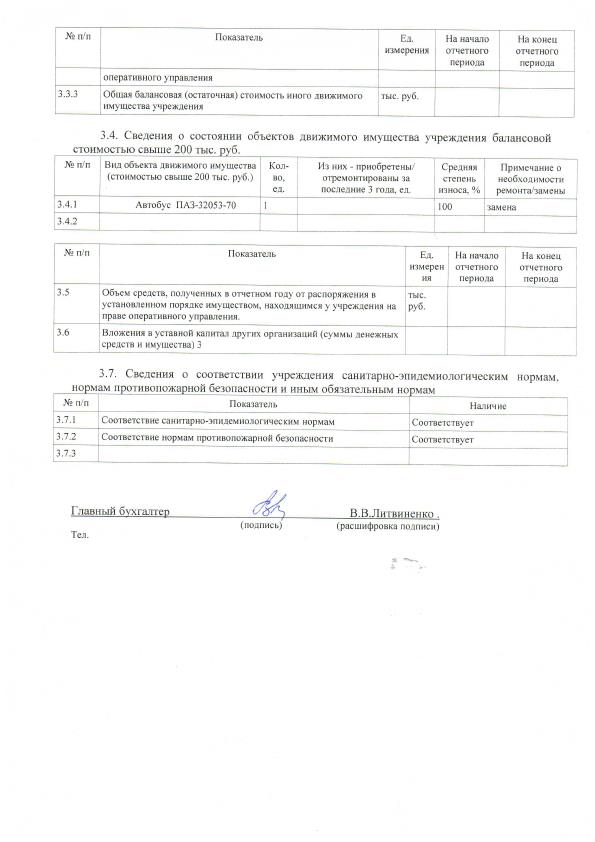 № п/п Показатель Ед. На начало На конец
измерения отчетного отчетного
периода периода
оперативного управления
3.3.3 Общая балансовая (остаточная) стоимость иного движимого тыс. руб.
имущества учреждения
3.4. Сведения о состоянии объектов движимого имущества учреждения балансовой
стоимостью свыше 200 тыс. руб.
№ п/п Вид объекта движимого имущества Кол- Из них - приобретены/ Средняя Примечание о
(стоимостью свыше 200 тыс. руб.) во, отремонтированы за степень необходимости
ед. последние 3 года, ед. износа, % ремонта/замены
3.4.1 Автобус ПАЗ-32053-70 1 100 замена
3.4.2
№ п/п Показатель Ед. На начало На конец
измерен отчетного отчетного
ия периода периода
3.5 Объем средств, полученных в отчетном году от распоряжения в тыс.
установленном порядке имуществом, находящимся у учреждения на руб.
праве оперативного управления.
3.6 Вложения в уставной капитал других организаций (суммы денежных
средств и имущества) 3
3.7. Сведения о соответствии учреждения санитарно-эпидемиологическим нормам,
нормам противопожарной безопасности и иным обязательным нормам
№ п/п Показатель Наличие
3.7.1 Соответствие санитарно-эпидемиологическим нормам Соответствует
3.7.2 Соответствие нормам противопожарной безопасности Соответствует
3.7.3
Главный бухгалтер В.В.Литвиненко .
(подпись) (расшифровка подписи)
Тел.